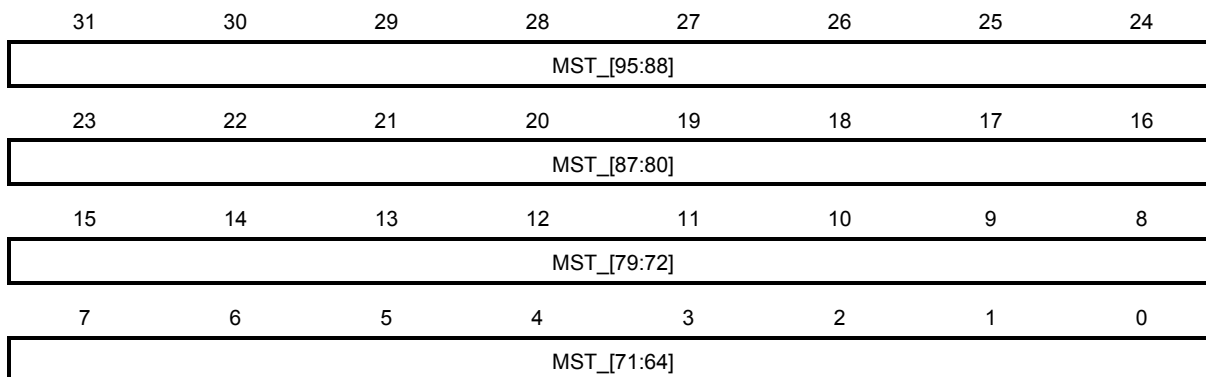 31 30 29 28 27 26 25 24
MST_[95:88]
23 22 21 20 19 18 17 16
MST_[87:80]
15 14 13 12 11 10 9 8
MST_[79:72]
7 6 5 4 3 2 1 0
MST_[71:64]